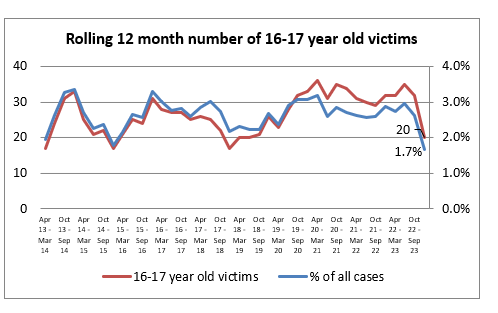 Rolling 12 month number of 16-17 year old victims
40
30
20
10
0
4.0%
3.0%
2.0%
1.0%
0.0%
20
1.7%
Apr Oct Apr Oct Apr Oct Apr Oct Apr Oct Apr Oct Apr Oct Apr Oct Apr Oct Apr Oct
13 - 13 - 14 - 14 - 15 - 15 - 16 - 16 - 17 - 17 - 18 - 18 - 19 - 19 - 20 - 20 - 21 - 21 - 22 - 22 -
Mar Sep Mar Sep Mar Sep Mar Sep Mar Sep Mar Sep Mar Sep Mar Sep Mar Sep Mar Sep
14 14 15 15 16 16 17 17 18 18 19 19 20 20 21 21 22 22 23 23
16-17 year old victims
% of all cases